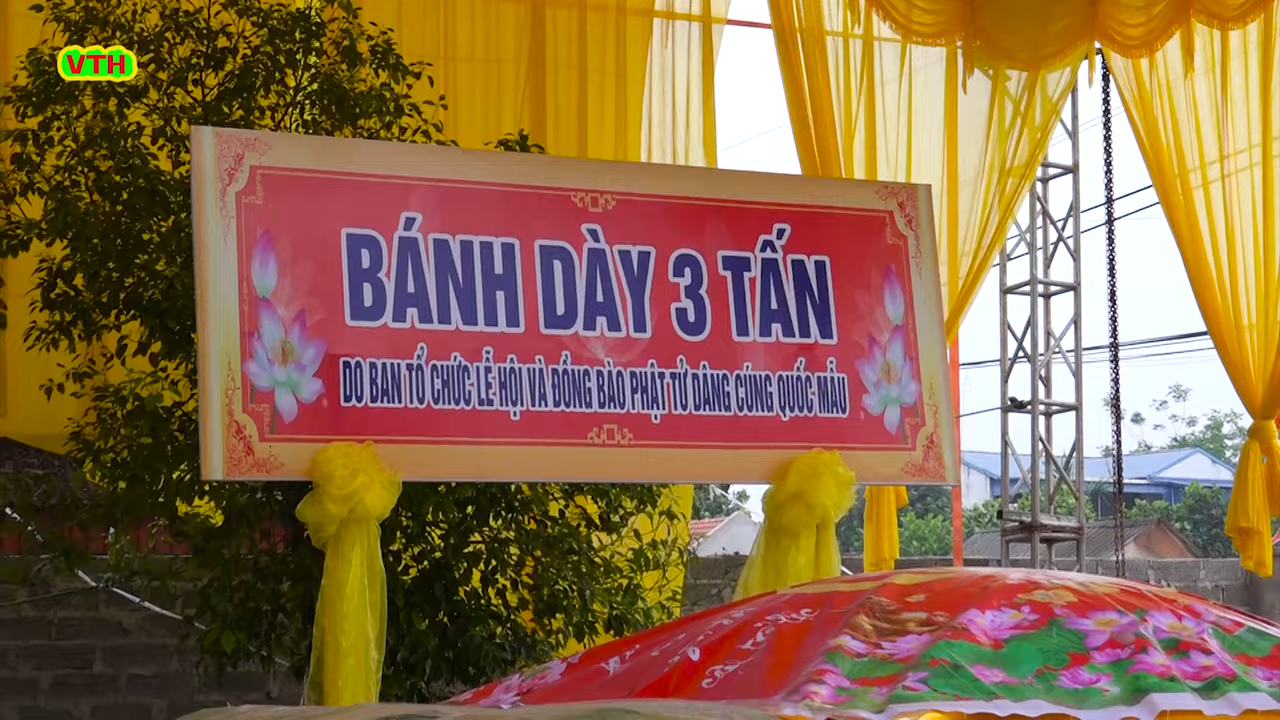 VTH
BÁNH DÀY 3 TẤN
DO BAN TỔ CHỨC LỄ HỘI VÀ ĐỒNG BÀO PHẬT TỬ DÂNG CÚNG QUỐC MẪU